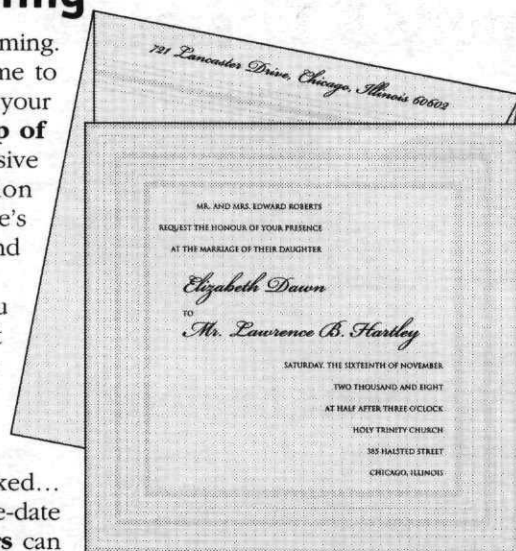 ming
ming.
me to
your
p of
sive
ion
e's
nd
u
t
xed…
e-date
rs can
721 Lancaster Drive, Chicago, Illinois 60602
MR. AND MRS. EDWARD ROBERTS
REQUEST THE HONOUR OF YOUR PRESENCE
AT THE MARRIAGE OF THEIR DAUGHTER
Elizabeth Dawn
TO
Mr. Lawrence B. Hartley
SATURDAY, THE SIXTEENTH OF NOVEMBER
TWO THOUSAND AND EIGHT
AT HALF AFTER THREE O'CLOCK
HOLY TRINITY CHURCH
385 HALSTED STREET
CHICAGO, ILLINOIS